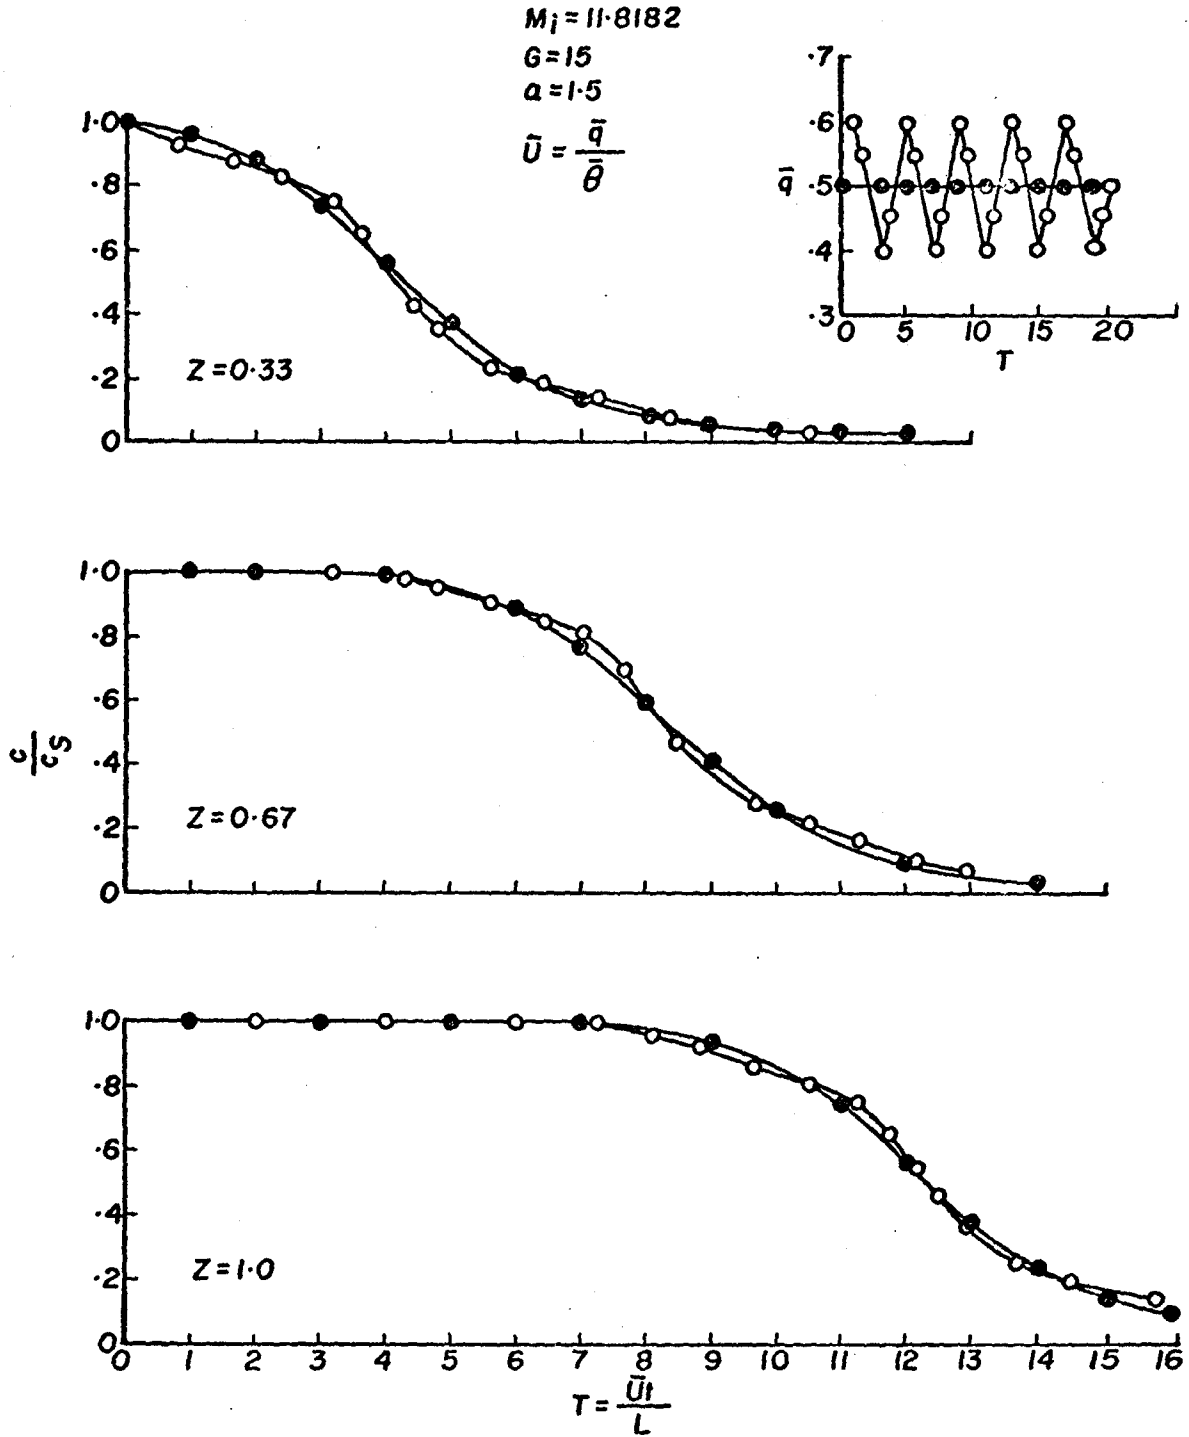 Mi = 11·8182
G = 15
a = 1·5
Ū = q̄ / θ̄
·7
·6
q̄ ·5
·4
·3
0 5 10 15 20
T
1·0
·8
·6
·4
·2
0
Z = 0·33
1·0
·8
·6
·4
·2
0
c/cS
Z = 0·67
1·0
·8
·6
·4
·2
0
Z = 1·0
0 1 2 3 4 5 6 7 8 9 10 11 12 13 14 15 16
T = Ūt / L